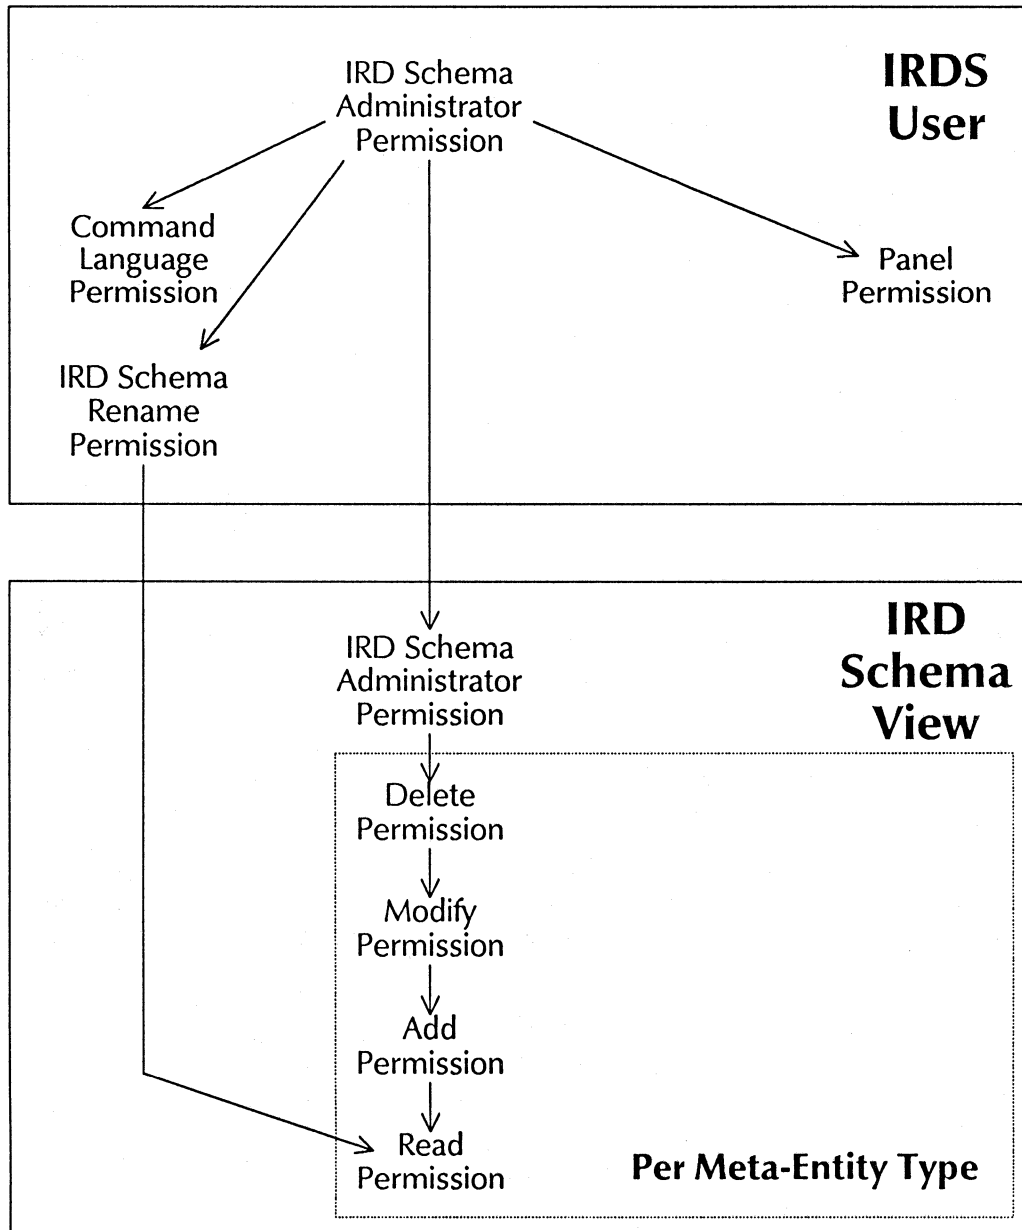 IRDS
User
IRD Schema
Administrator
Permission
Command
Language
Permission
Panel
Permission
IRD Schema
Rename
Permission
IRD
Schema
View
IRD Schema
Administrator
Permission
Delete
Permission
Modify
Permission
Add
Permission
Read
Permission
Per Meta-Entity Type